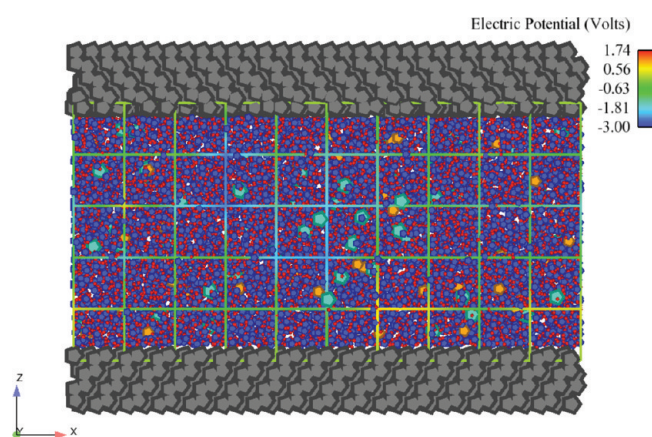 Electric Potential (Volts)
1.74
0.56
-0.63
-1.81
-3.00
Z
Y
X